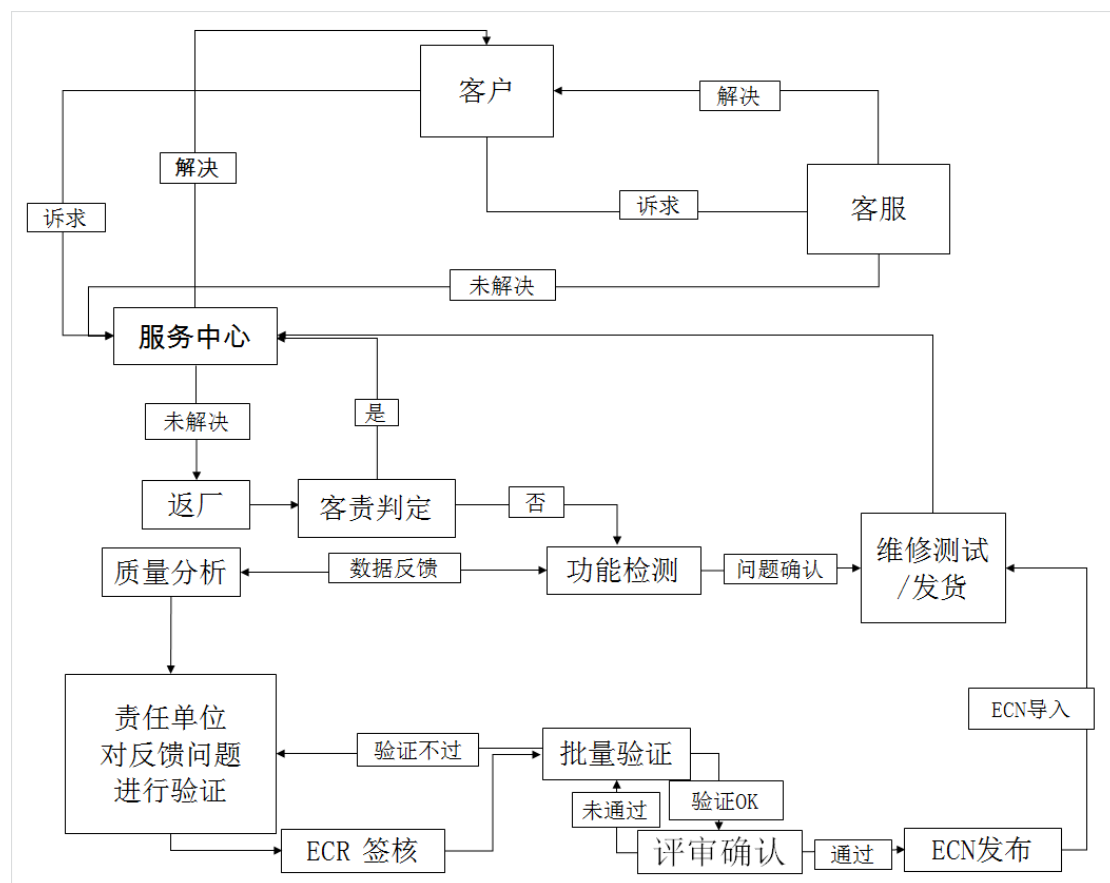 客户
解决
解决
客服
诉求
诉求
未解决
服务中心
未解决
是
返厂
客责判定
否
质量分析
数据反馈
功能检测
问题确认
维修测试
/发货
责任单位
对反馈问题
进行验证
ECN导入
验证不过
批量验证
未通过
验证OK
ECR 签核
评审确认
通过
ECN发布